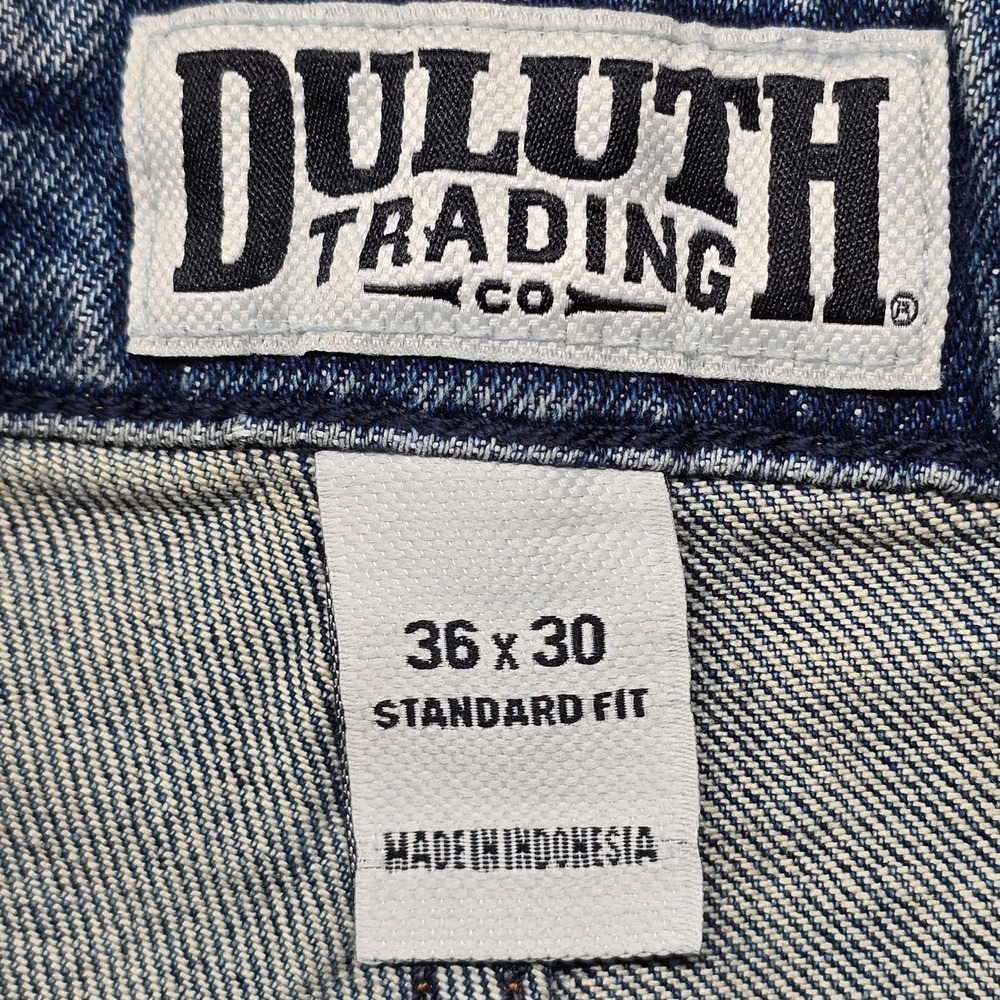 DULUTH
TRADING
CO
®
36 x 30
STANDARD FIT
MADE IN INDONESIA